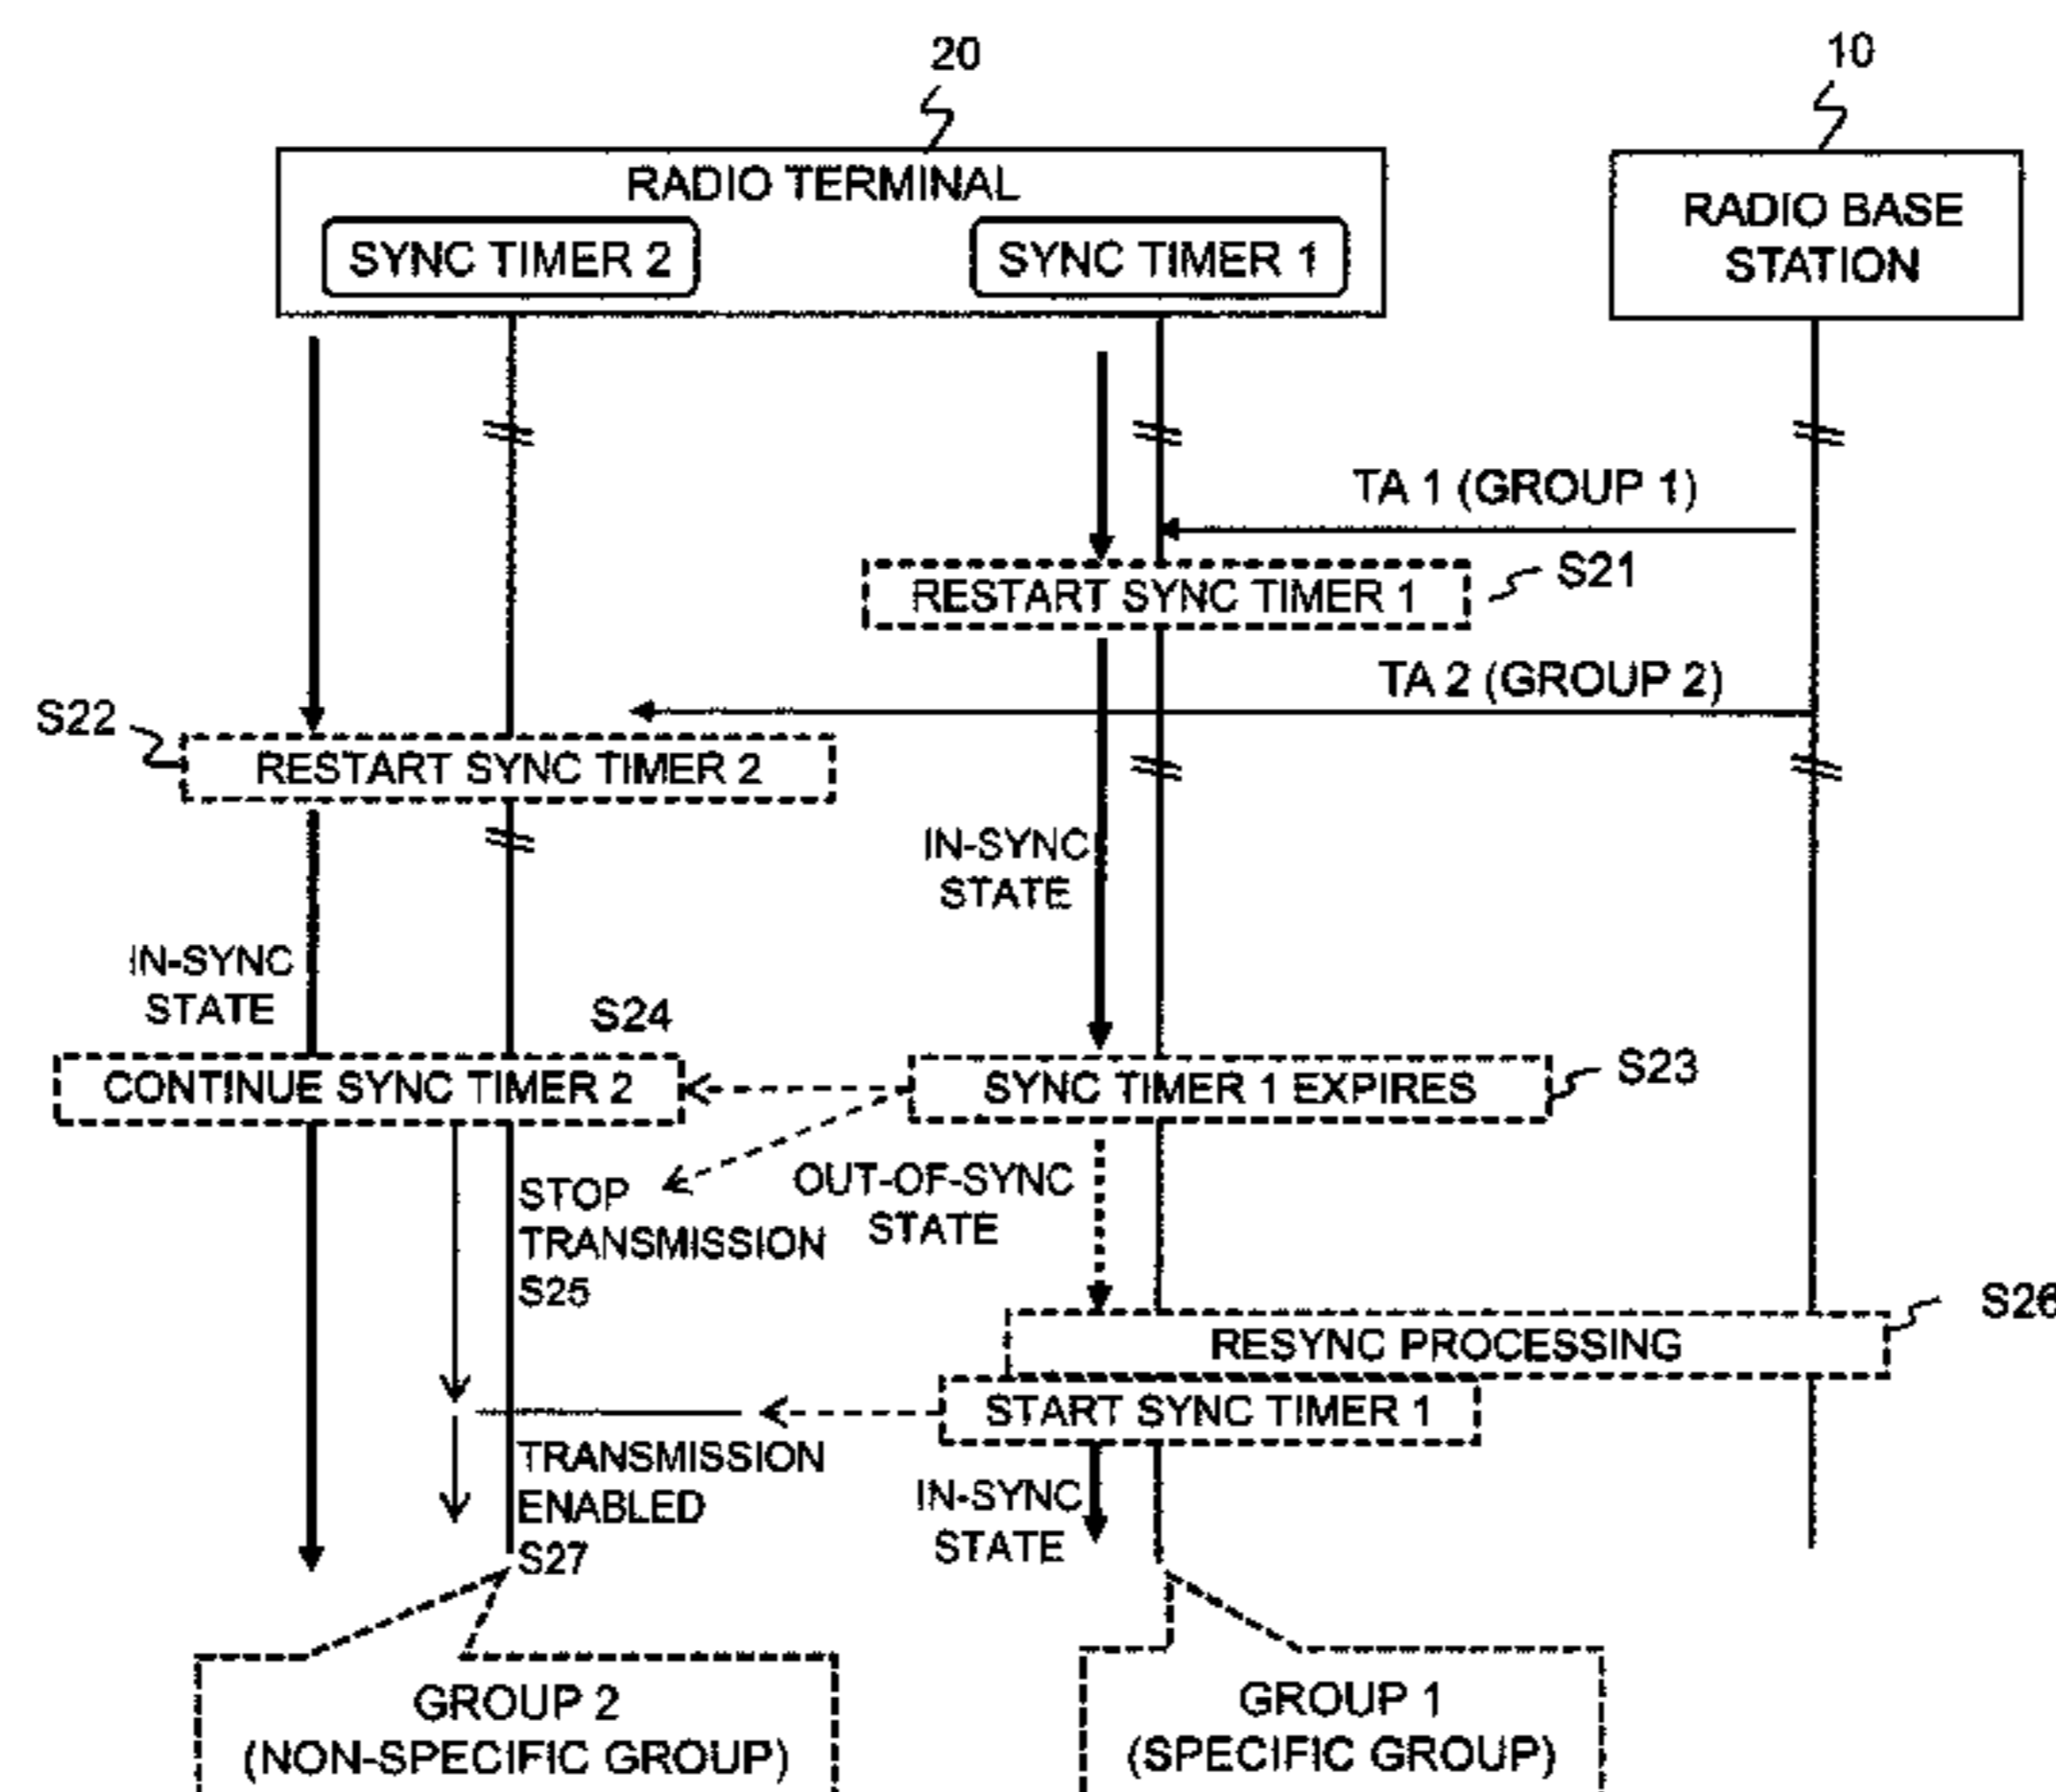 20
10
RADIO TERMINAL
SYNC TIMER 2
SYNC TIMER 1
RADIO BASE
STATION
TA 1 (GROUP 1)
RESTART SYNC TIMER 1
S21
TA 2 (GROUP 2)
S22
RESTART SYNC TIMER 2
IN-SYNC
STATE
IN-SYNC
STATE
S24
CONTINUE SYNC TIMER 2
SYNC TIMER 1 EXPIRES
S23
STOP
TRANSMISSION
S25
OUT-OF-SYNC
STATE
RESYNC PROCESSING
S26
START SYNC TIMER 1
TRANSMISSION
ENABLED
S27
IN-SYNC
STATE
GROUP 2
(NON-SPECIFIC GROUP)
GROUP 1
(SPECIFIC GROUP)